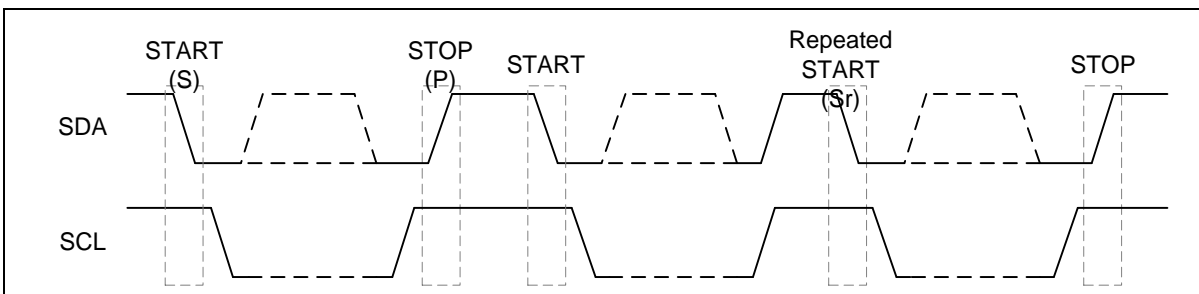 START
(S)
STOP
(P)
START
Repeated
START
(Sr)
STOP
SDA
SCL